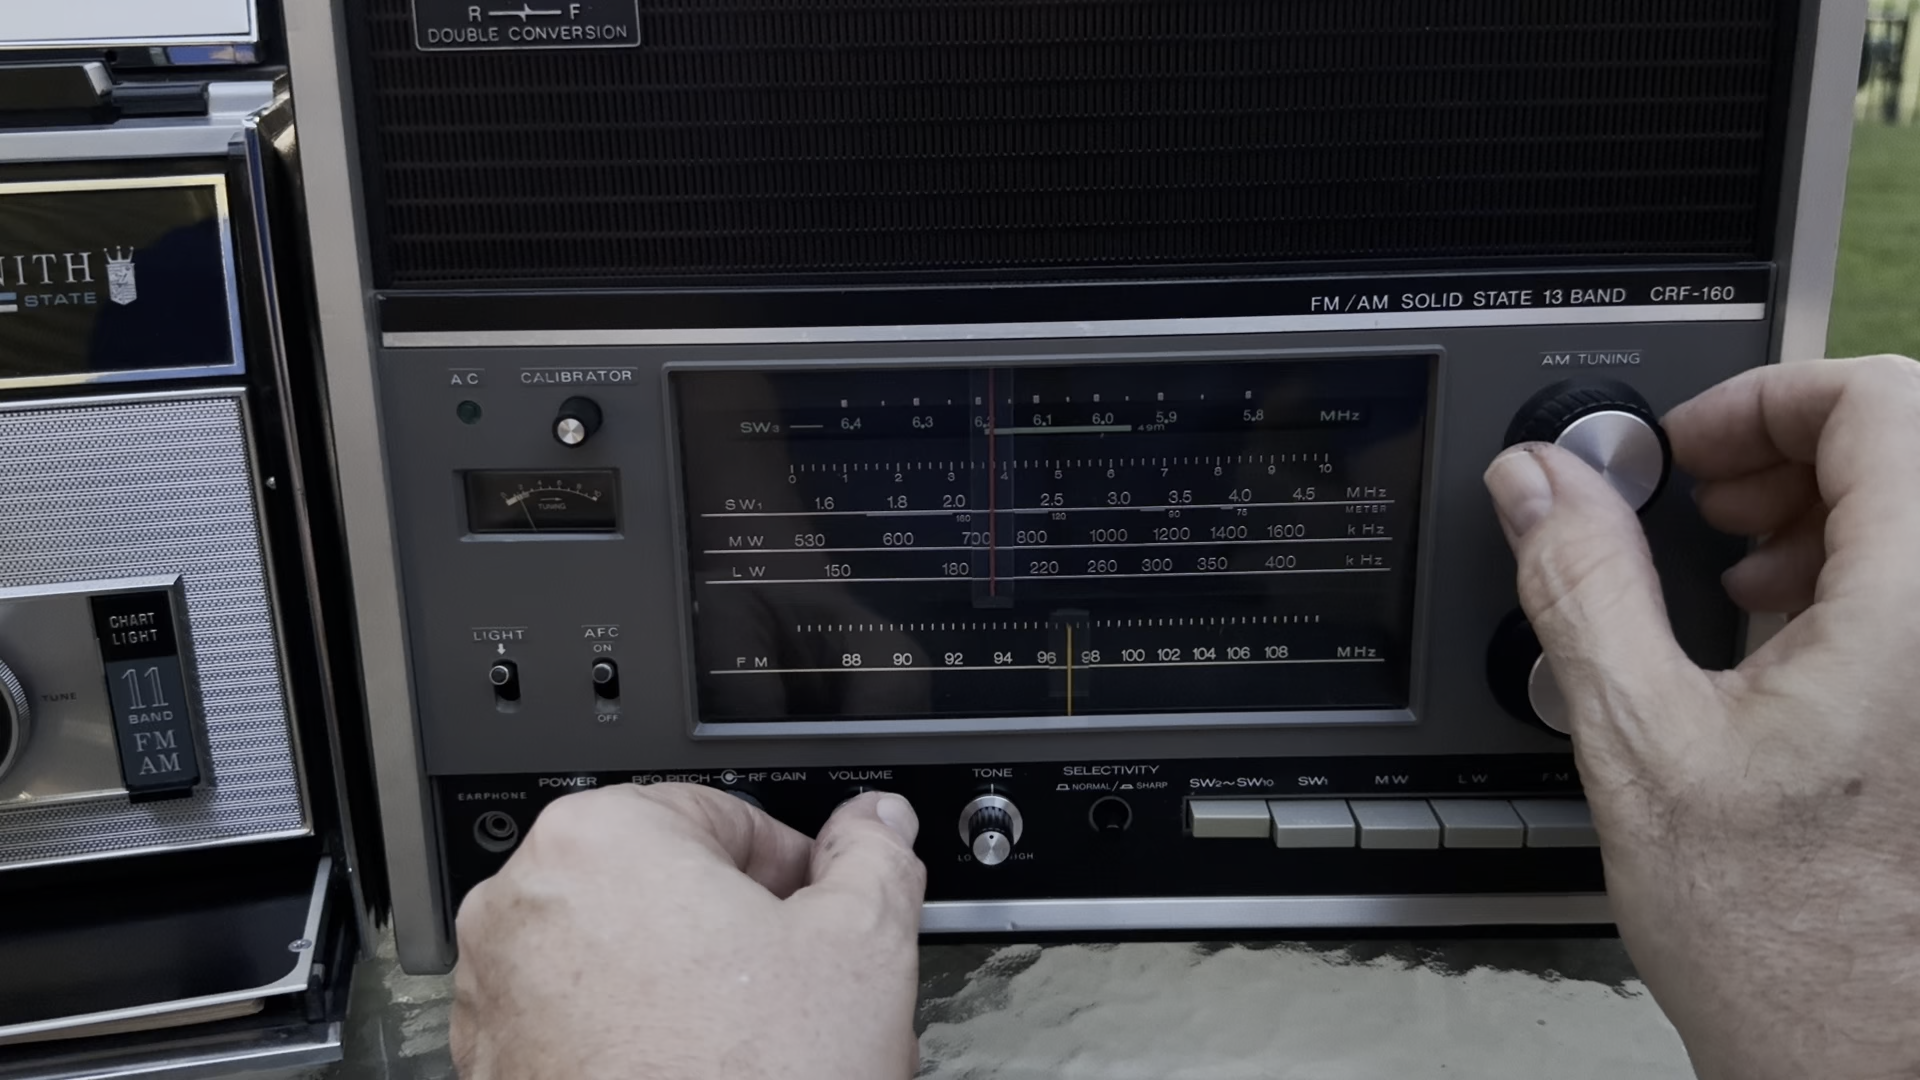 R F
DOUBLE CONVERSION
NITH
STATE
CHART
LIGHT
TUNE
11
BAND
FM
AM
FM/AM SOLID STATE 13 BAND CRF-160
AC CALIBRATOR
TUNING
LIGHT
AFC
ON
OFF
AM TUNING
SW3 6.4 6.3 6.1 6.0 5.9 5.8 MHz
49m
0 1 2 3 4 5 6 7 8 9 10
SW1 1.6 1.8 2.0 2.5 3.0 3.5 4.0 4.5 MHz
160 120 90 75 METER
MW 530 600 700 800 1000 1200 1400 1600 kHz
LW 150 180 220 260 300 350 400 kHz
FM 88 90 92 94 96 98 100 102 104 106 108 MHz
EARPHONE
POWER
BFO PITCH RF GAIN
VOLUME
TONE
LO HIGH
SELECTIVITY
NORMAL / SHARP
SW2~SW10 SW1 MW LW FM